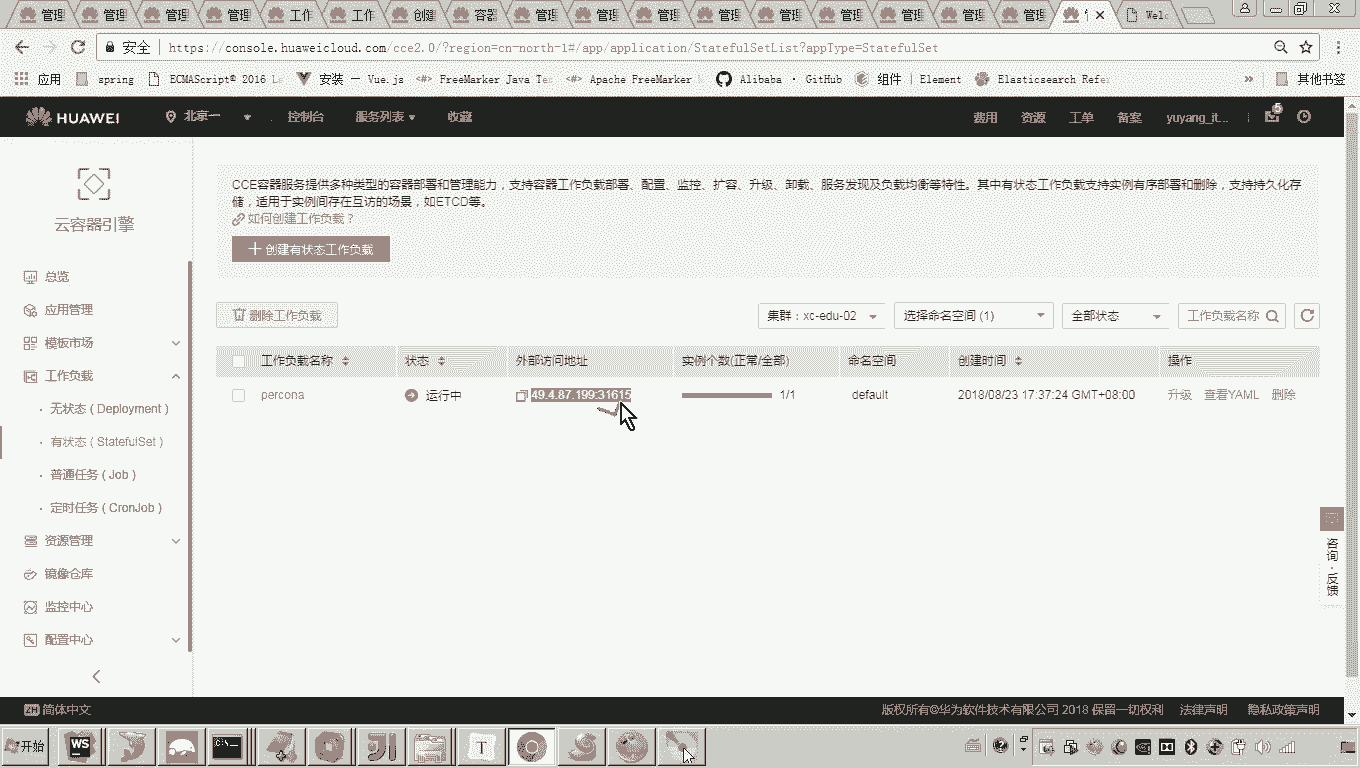 管理 管理 管理 管理 工作 工作 创建 容器 管理 管理 管理 管理 管理 管理 管理 管理 管理 Welc
安全 https://console.huaweicloud.com/cce2.0/?region=cn-north-1#/app/application/StatefulSetList?appType=StatefulSet
应用 spring ECMAScript® 2016 La 安装 — Vue.js FreeMarker Java Te Apache FreeMarker Alibaba · GitHub 组件 | Element Elasticsearch Refer 其他书签
HUAWEI 北京一 控制台 服务列表 收藏 费用 资源 工单 备案 yuyang_it... 5
云容器引擎
总览
应用管理
模板市场
工作负载
无状态 ( Deployment )
有状态 ( StatefulSet )
普通任务 ( Job )
定时任务 ( CronJob )
资源管理
镜像仓库
监控中心
配置中心
CCE容器服务提供多种类型的容器部署和管理能力，支持容器工作负载部署、配置、监控、扩容、升级、卸载、服务发现及负载均衡等特性。其中有状态工作负载支持实例有序部署和删除，支持持久化存
储，适用于实例间存在互访的场景，如ETCD等。
如何创建工作负载？
创建有状态工作负载
删除工作负载 集群：xc-edu-02 选择命名空间 (1) 全部状态 工作负载名称
工作负载名称 状态 外部访问地址 实例个数(正常/全部) 命名空间 创建时间 操作
percona 运行中 49.4.87.199:31615 1/1 default 2018/08/23 17:37:24 GMT+08:00 升级 查看YAML 删除
咨询·反馈
ZH 简体中文 版权所有@华为软件技术有限公司 2018 保留一切权利 法律声明 隐私政策声明
开始 WS C:\ T